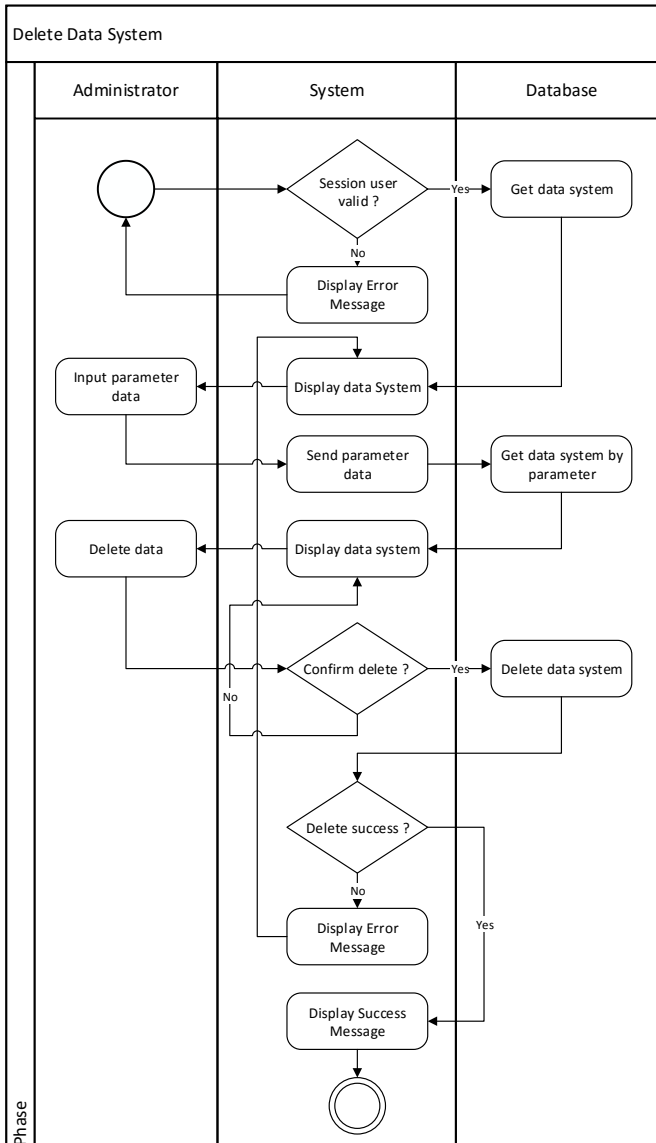 Delete Data System
Administrator
System
Database
Session user
valid ?
Yes
Get data system
No
Display Error
Message
Input parameter
data
Display data System
Send parameter
data
Get data system by
parameter
Delete data
Display data system
Confirm delete ?
Yes
Delete data system
No
Delete success ?
No
Yes
Display Error
Message
Display Success
Message
Phase